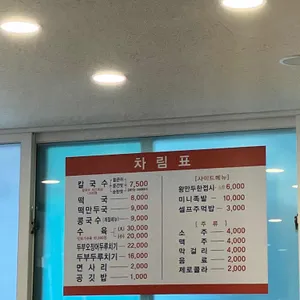 차림표
칼국수 7,500
떡국 8,000
떡만두국 9,000
콩국수 9,000
수육 (대) 30,000
(소) 20,000
두부오징어두루치기 22,000
두부두루치기 18,000
면사리 2,000
공깃밥 1,000
[사이드메뉴]
왕만두한접시 6,000
미니족발 10,000
셀프주먹밥 3,000
[주류]
소주 4,000
맥주 4,000
막걸리 4,000
음료 2,000
제로콜라 2,000